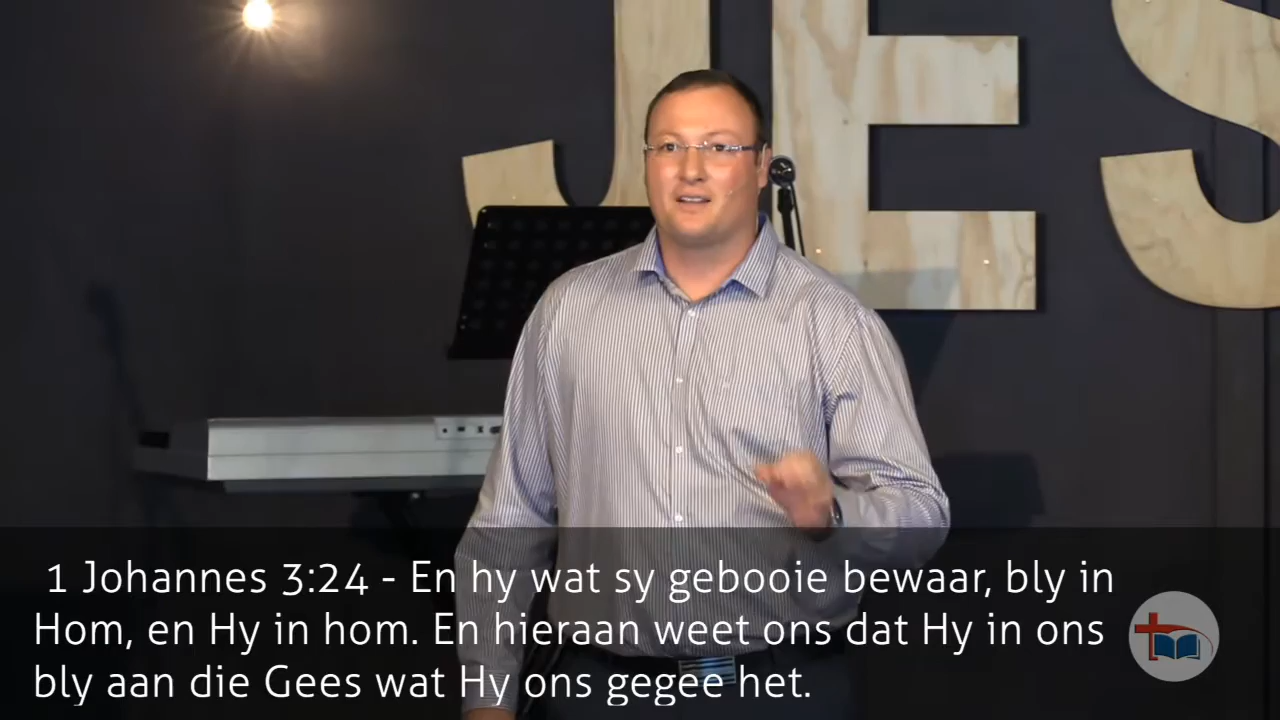 JES
1 Johannes 3:24 - En hy wat sy gebooie bewaar, bly in
Hom, en Hy in hom. En hieraan weet ons dat Hy in ons
bly aan die Gees wat Hy ons gegee het.